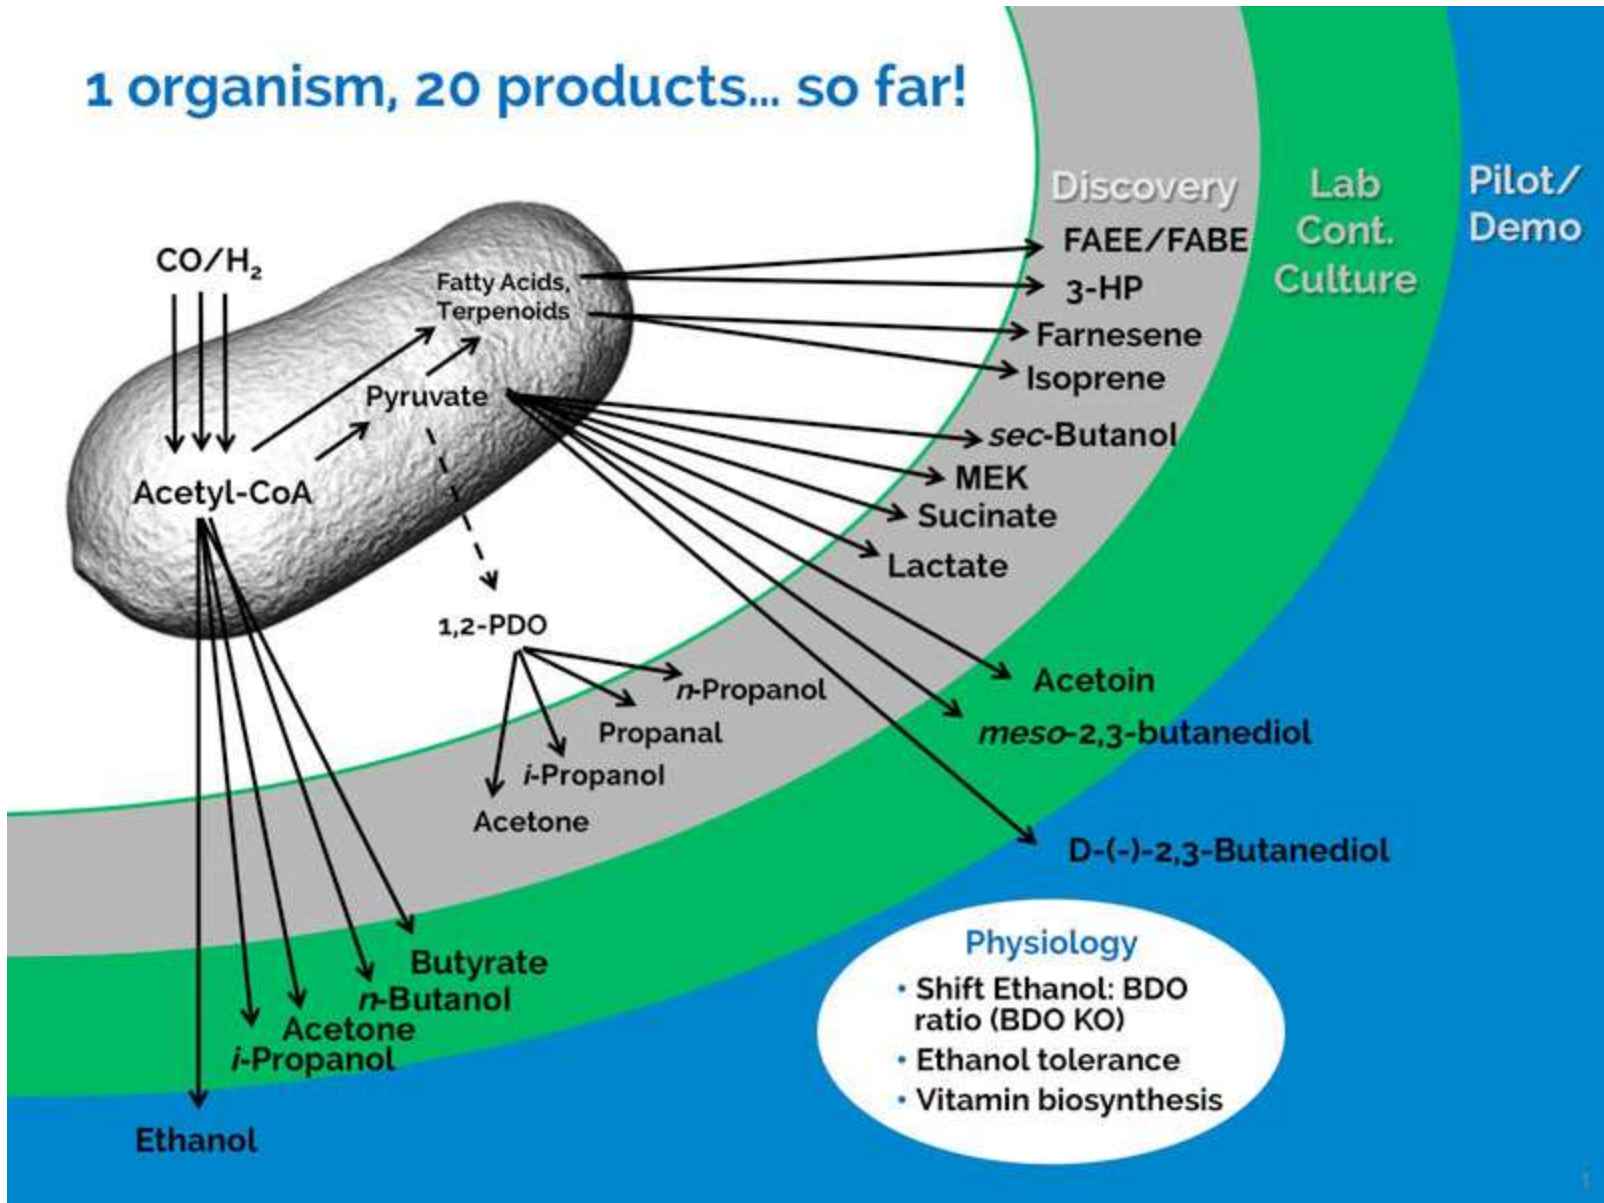 1 organism, 20 products... so far!
Discovery
Lab
Cont.
Culture
Pilot/
Demo
CO/H₂
Fatty Acids,
Terpenoids
Pyruvate
Acetyl-CoA
FAEE/FABE
3-HP
Farnesene
Isoprene
sec-Butanol
MEK
Sucinate
Lactate
1,2-PDO
n-Propanol
Propanal
i-Propanol
Acetone
Acetoin
meso-2,3-butanediol
D-(-)-2,3-Butanediol
Butyrate
n-Butanol
Acetone
i-Propanol
Ethanol
Physiology
• Shift Ethanol: BDO
ratio (BDO KO)
• Ethanol tolerance
• Vitamin biosynthesis
1